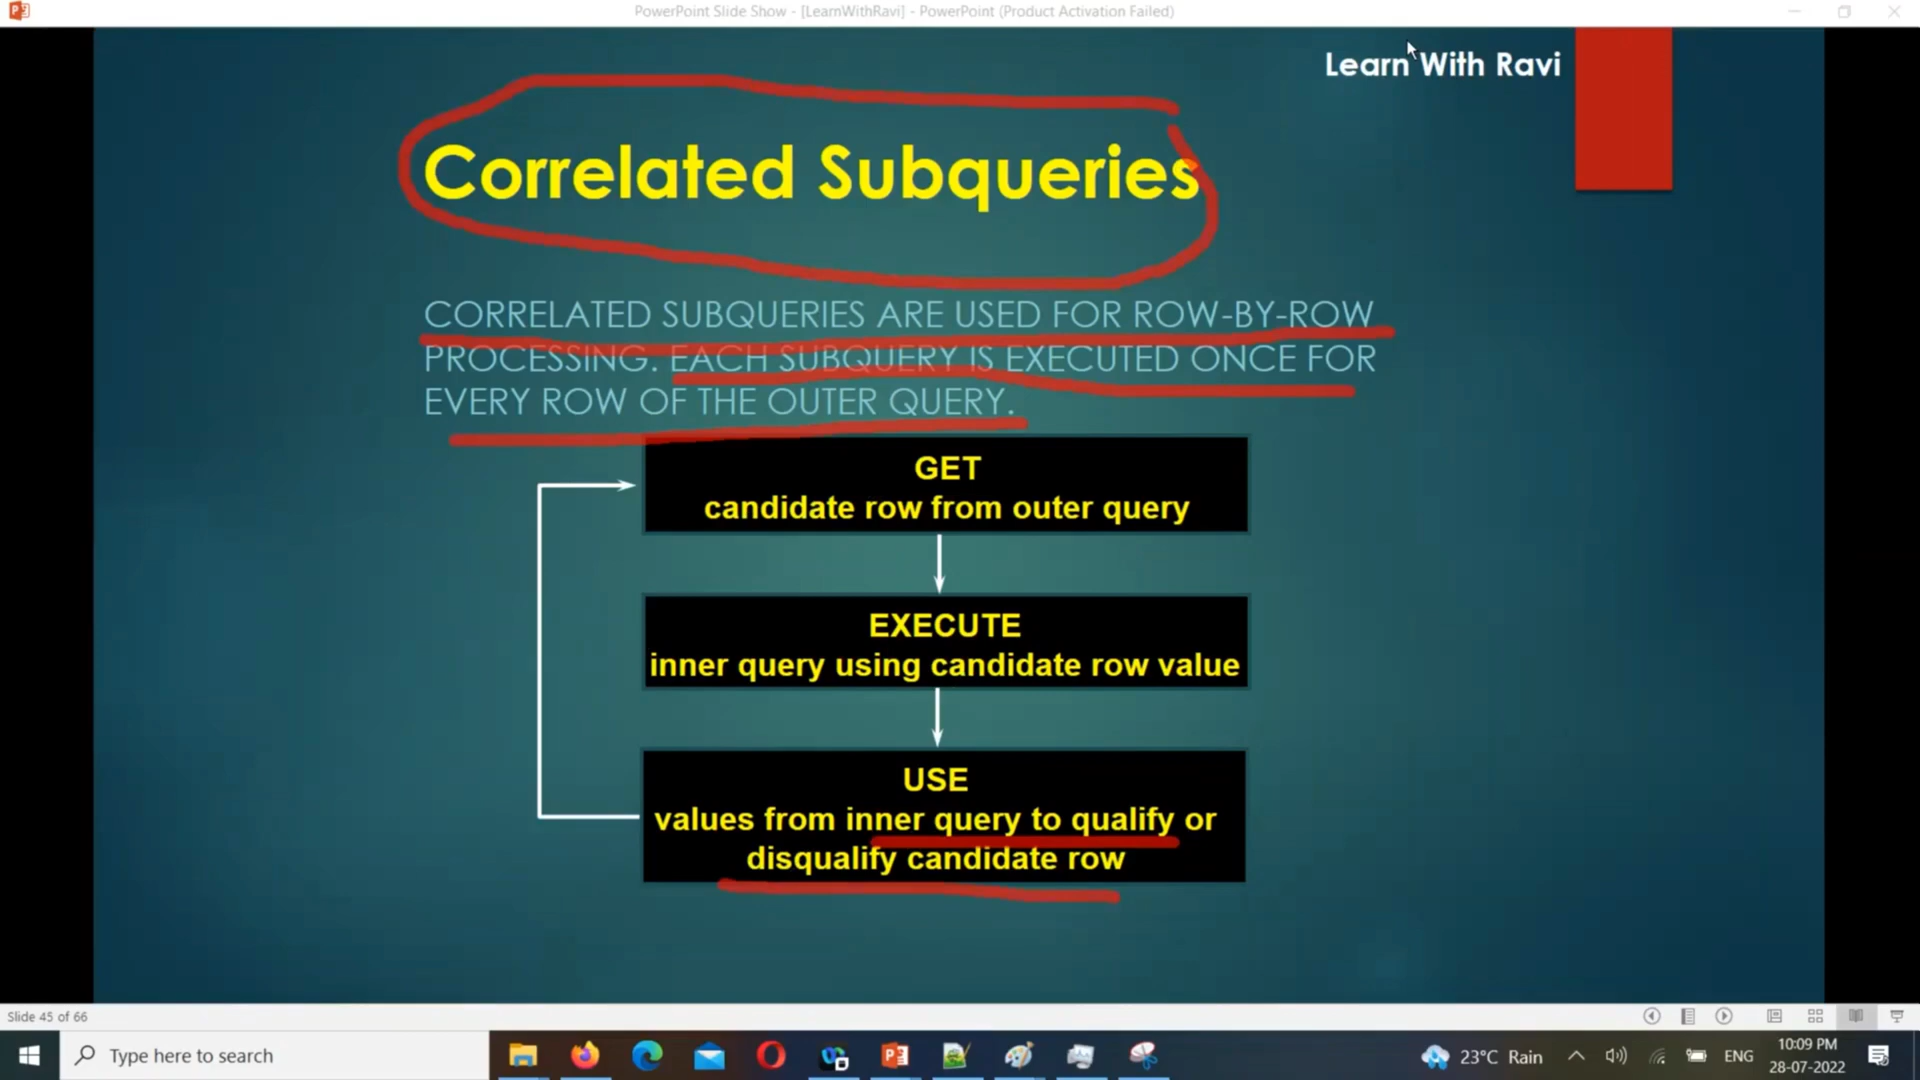 PowerPoint Slide Show - [LearnWithRavi] - PowerPoint (Product Activation Failed)
Learn With Ravi
Correlated Subqueries
CORRELATED SUBQUERIES ARE USED FOR ROW-BY-ROW
PROCESSING. EACH SUBQUERY IS EXECUTED ONCE FOR
EVERY ROW OF THE OUTER QUERY.
GET
candidate row from outer query
EXECUTE
inner query using candidate row value
USE
values from inner query to qualify or
disqualify candidate row
Slide 45 of 66
Type here to search
23°C Rain
ENG
10:09 PM
28-07-2022